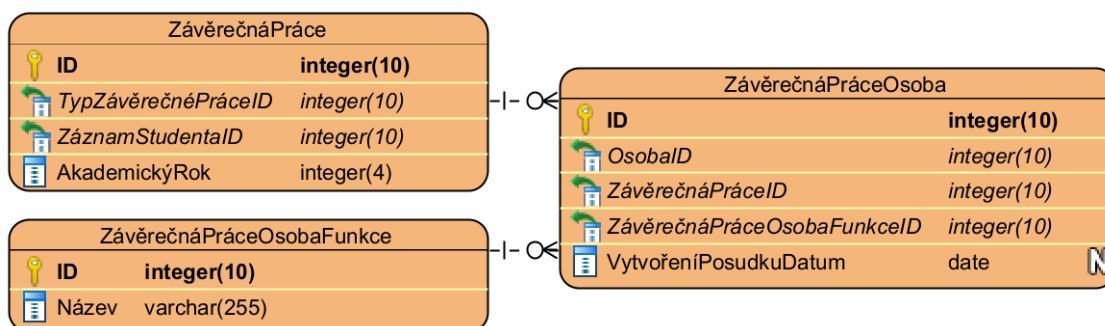 ZávěrečnáPráce
ID integer(10)
TypZávěrečnéPráceID integer(10)
ZáznamStudentaID integer(10)
AkademickýRok integer(4)
ZávěrečnáPráceOsobaFunkce
ID integer(10)
Název varchar(255)
ZávěrečnáPráceOsoba
ID integer(10)
OsobaID integer(10)
ZávěrečnáPráceID integer(10)
ZávěrečnáPráceOsobaFunkceID integer(10)
VytvořeníPosudkuDatum date N